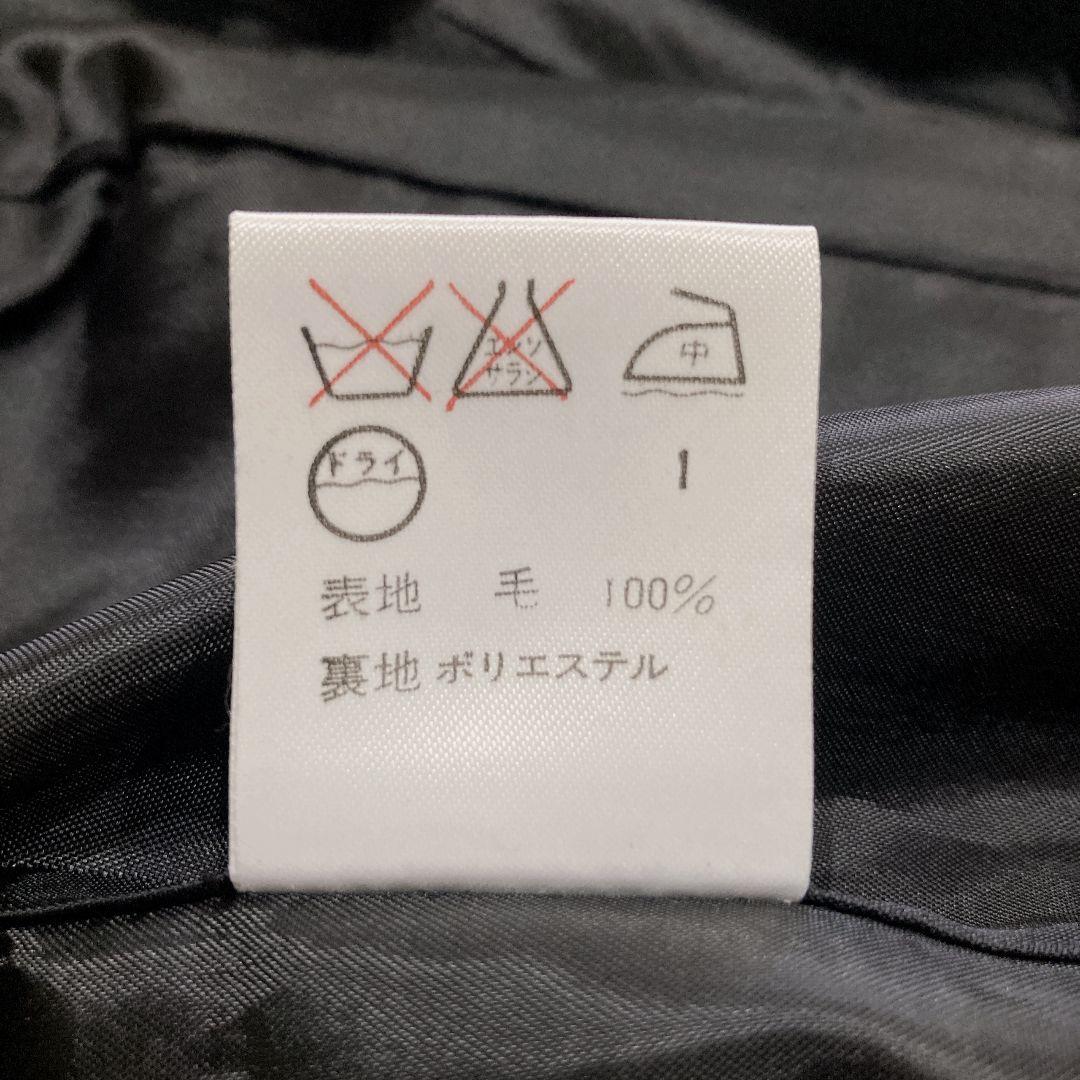 エンソ
サラシ
中
ドライ
I
表地 毛 100%
裏地 ポリエステル